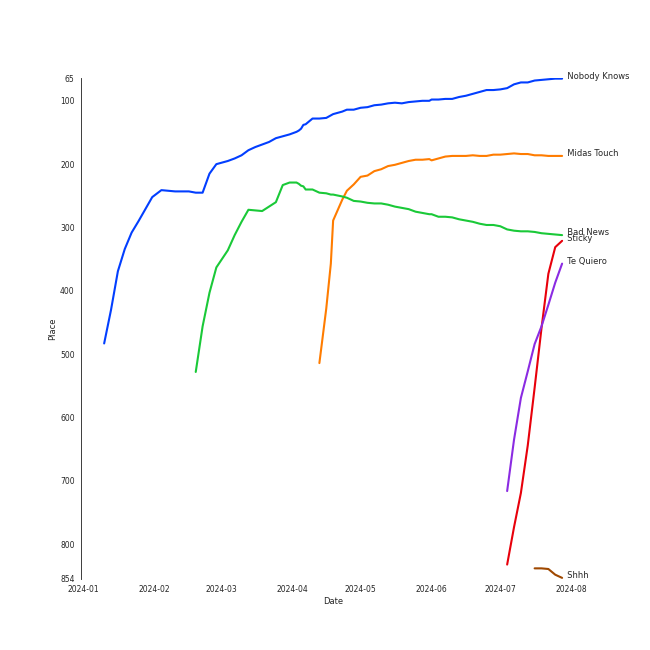 65
Nobody Knows
100
Midas Touch
200
Bad News
Sticky
300
Te Quiero
400
Place
500
600
700
800
Shhh
854
2024-01 2024-02 2024-03 2024-04 2024-05 2024-06 2024-07 2024-08
Date